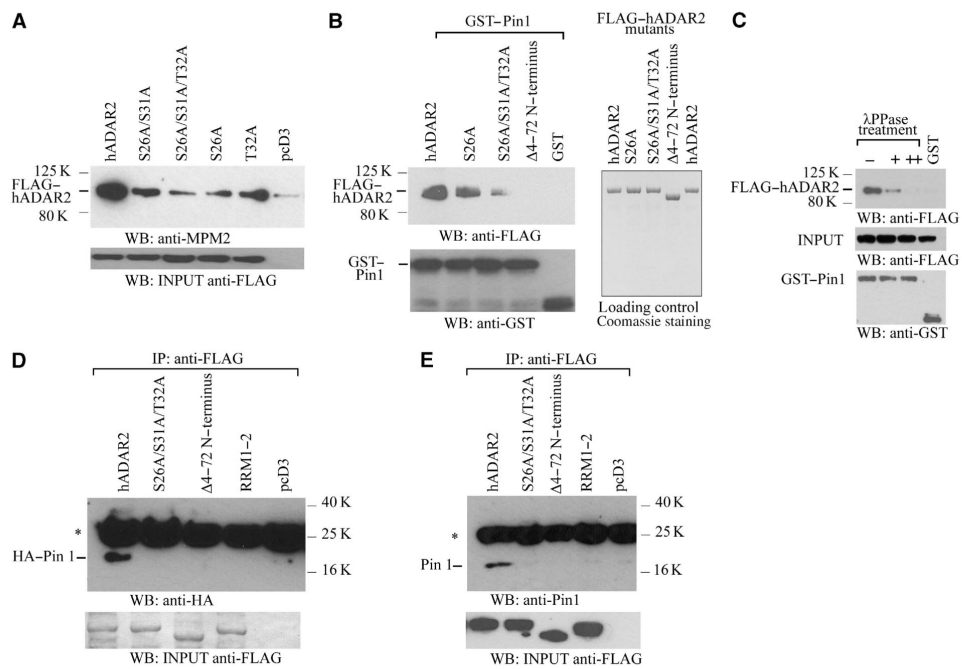 A
hADAR2
S26A/S31A
S26A/S31A/T32A
S26A
T32A
pcD3
125 K
FLAG–
hADAR2
80 K
WB: anti-MPM2
WB: INPUT anti-FLAG
B
GST–Pin1
hADAR2
S26A
S26A/S31A/T32A
Δ4–72 N–terminus
GST
125 K
FLAG–
hADAR2
80 K
WB: anti-FLAG
GST–
Pin1
WB: anti-GST
FLAG–hADAR2
mutants
hADAR2
S26A
S26A/S31A/T32A
Δ4–72 N–terminus
hADAR2
Loading control
Coomassie staining
C
λPPase
treatment
– + ++ GST
125 K
FLAG–hADAR2
80 K
WB: anti-FLAG
INPUT
WB: anti-FLAG
GST–Pin1
WB: anti-GST
D
IP: anti-FLAG
hADAR2
S26A/S31A/T32A
Δ4–72 N–terminus
RRM1–2
pcD3
40 K
*
25 K
HA–Pin 1
16 K
WB: anti-HA
WB: INPUT anti-FLAG
E
IP: anti-FLAG
hADAR2
S26A/S31A/T32A
Δ4–72 N–terminus
RRM1–2
pcD3
40 K
*
25 K
Pin 1
16 K
WB: anti-Pin1
WB: INPUT anti-FLAG